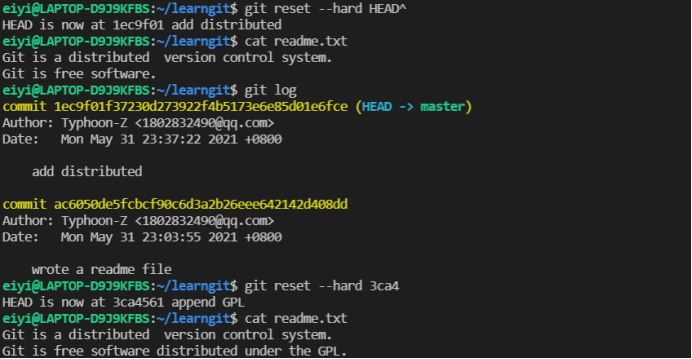 eiyi@LAPTOP-D9J9KFBS:~/learngit$ git reset --hard HEAD^
HEAD is now at 1ec9f01 add distributed
eiyi@LAPTOP-D9J9KFBS:~/learngit$ cat readme.txt
Git is a distributed  version control system.
Git is free software.
eiyi@LAPTOP-D9J9KFBS:~/learngit$ git log
commit 1ec9f01f37230d273922f4b5173e6e85d01e6fce (HEAD -> master)
Author: Typhoon-Z <1802832490@qq.com>
Date:   Mon May 31 23:37:22 2021 +0800
    add distributed
commit ac6050de5fcbcf90c6d3a2b26eee642142d408dd
Author: Typhoon-Z <1802832490@qq.com>
Date:   Mon May 31 23:03:55 2021 +0800
    wrote a readme file
eiyi@LAPTOP-D9J9KFBS:~/learngit$ git reset --hard 3ca4
HEAD is now at 3ca4561 append GPL
eiyi@LAPTOP-D9J9KFBS:~/learngit$ cat readme.txt
Git is a distributed  version control system.
Git is free software distributed under the GPL.